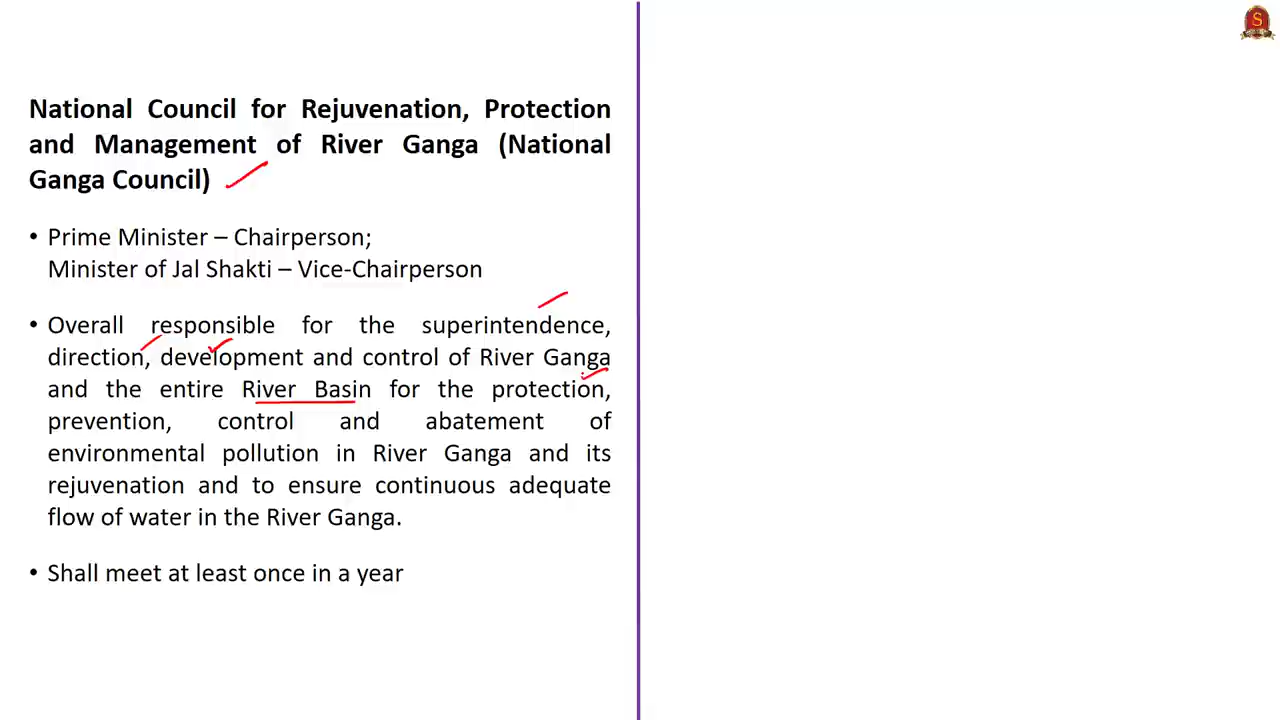 S
National Council for Rejuvenation, Protection
and Management of River Ganga (National
Ganga Council)
• Prime Minister – Chairperson;
Minister of Jal Shakti – Vice-Chairperson
• Overall responsible for the superintendence,
direction, development and control of River Ganga
and the entire River Basin for the protection,
prevention, control and abatement of
environmental pollution in River Ganga and its
rejuvenation and to ensure continuous adequate
flow of water in the River Ganga.
• Shall meet at least once in a year